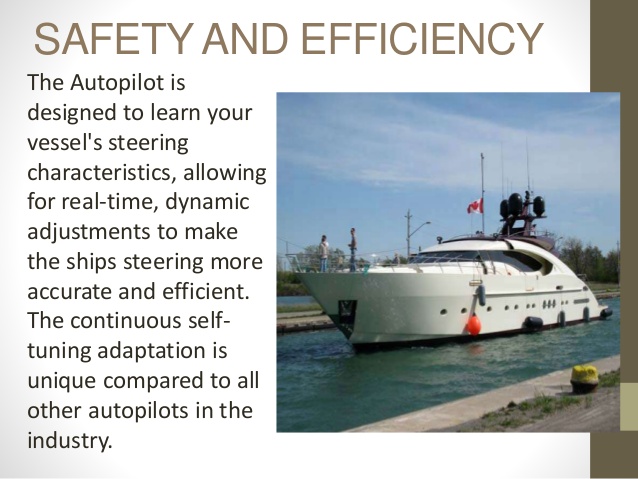 SAFETY AND EFFICIENCY
The Autopilot is
designed to learn your
vessel's steering
characteristics, allowing
for real-time, dynamic
adjustments to make
the ships steering more
accurate and efficient.
The continuous self-
tuning adaptation is
unique compared to all
other autopilots in the
industry.